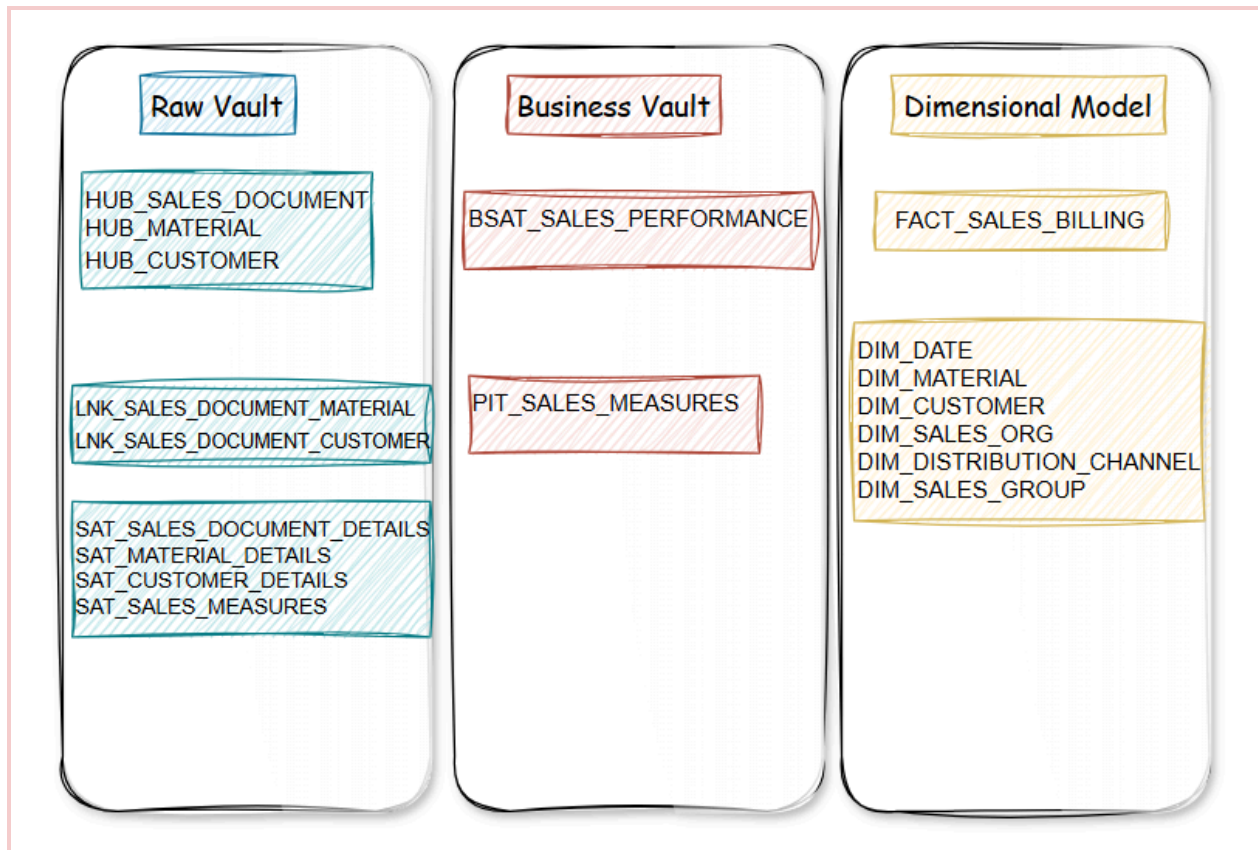 Raw Vault
HUB_SALES_DOCUMENT
HUB_MATERIAL
HUB_CUSTOMER
LNK_SALES_DOCUMENT_MATERIAL
LNK_SALES_DOCUMENT_CUSTOMER
SAT_SALES_DOCUMENT_DETAILS
SAT_MATERIAL_DETAILS
SAT_CUSTOMER_DETAILS
SAT_SALES_MEASURES
Business Vault
BSAT_SALES_PERFORMANCE
PIT_SALES_MEASURES
Dimensional Model
FACT_SALES_BILLING
DIM_DATE
DIM_MATERIAL
DIM_CUSTOMER
DIM_SALES_ORG
DIM_DISTRIBUTION_CHANNEL
DIM_SALES_GROUP